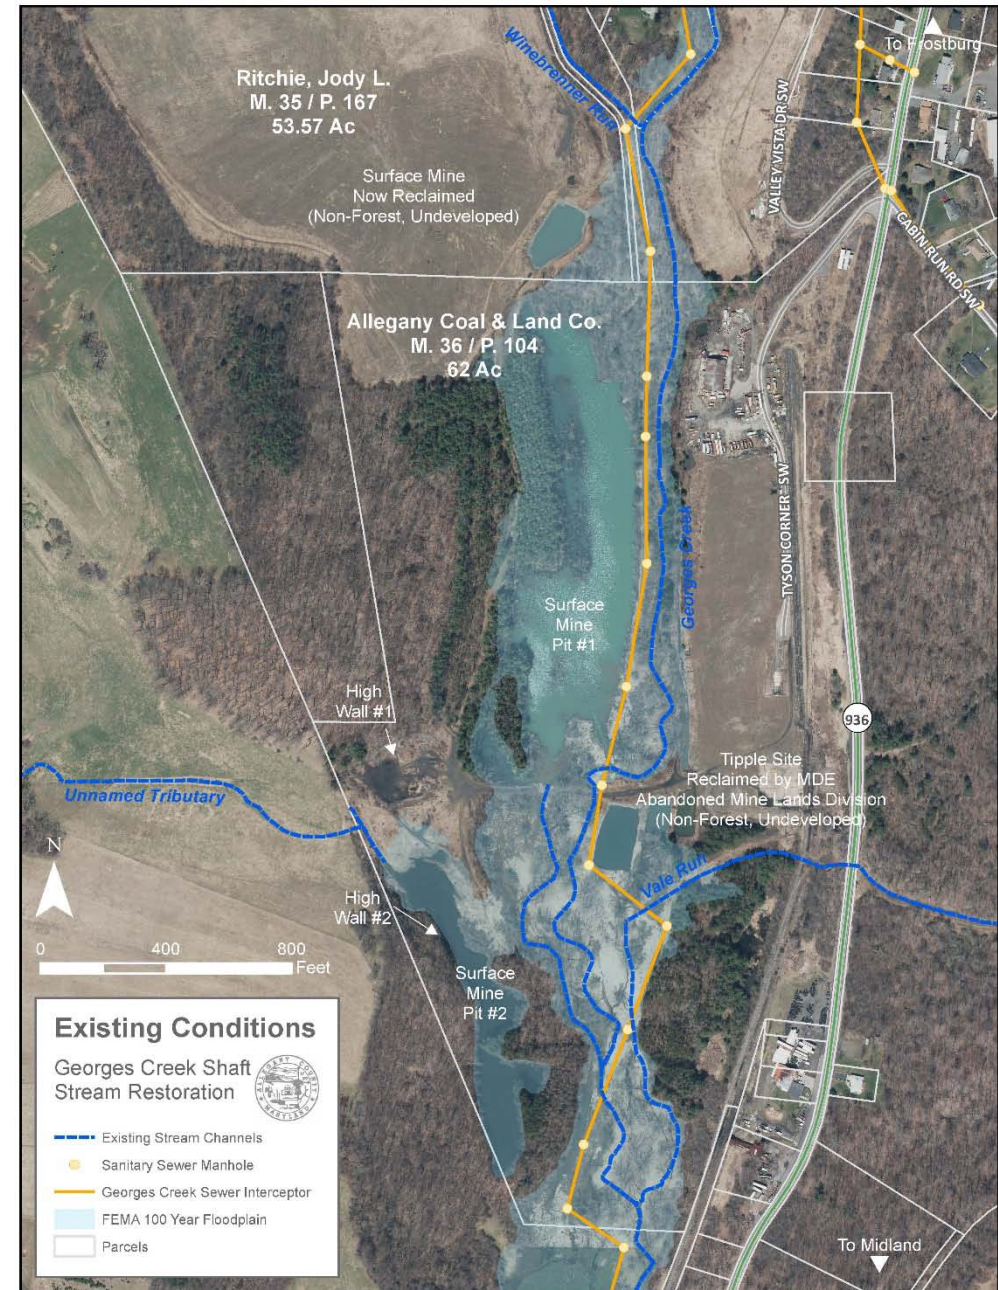 To Frostburg
Winebrenner Run
Ritchie, Jody L.
M. 35 / P. 167
53.57 Ac
VALLEY VISTA DR SW
Surface Mine
Now Reclaimed
(Non-Forest, Undeveloped)
CABIN RUN RD SW
Allegany Coal & Land Co.
M. 36 / P. 104
62 Ac
TYSON CORNER SW
Georges Creek
Surface
Mine
Pit #1
High
Wall #1
936
Tipple Site
Reclaimed by MDE
Abandoned Mine Lands Division
(Non-Forest, Undeveloped)
Unnamed Tributary
N
Vale Run
High
Wall #2
0 400 800
Feet
Surface
Mine
Pit #2
Existing Conditions
Georges Creek Shaft
Stream Restoration
ALLEGANY COUNTY
MARYLAND
Existing Stream Channels
Sanitary Sewer Manhole
Georges Creek Sewer Interceptor
FEMA 100 Year Floodplain
Parcels
To Midland